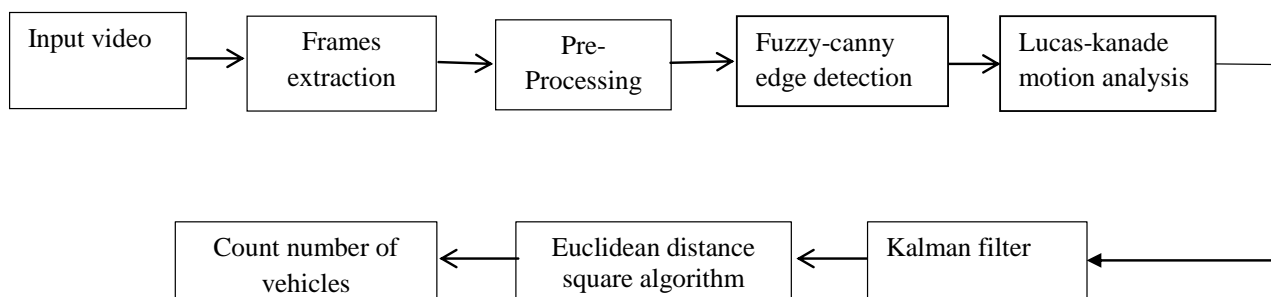 Input video
Frames
extraction
Pre-
Processing
Fuzzy-canny
edge detection
Lucas-kanade
motion analysis
Kalman filter
Euclidean distance
square algorithm
Count number of
vehicles